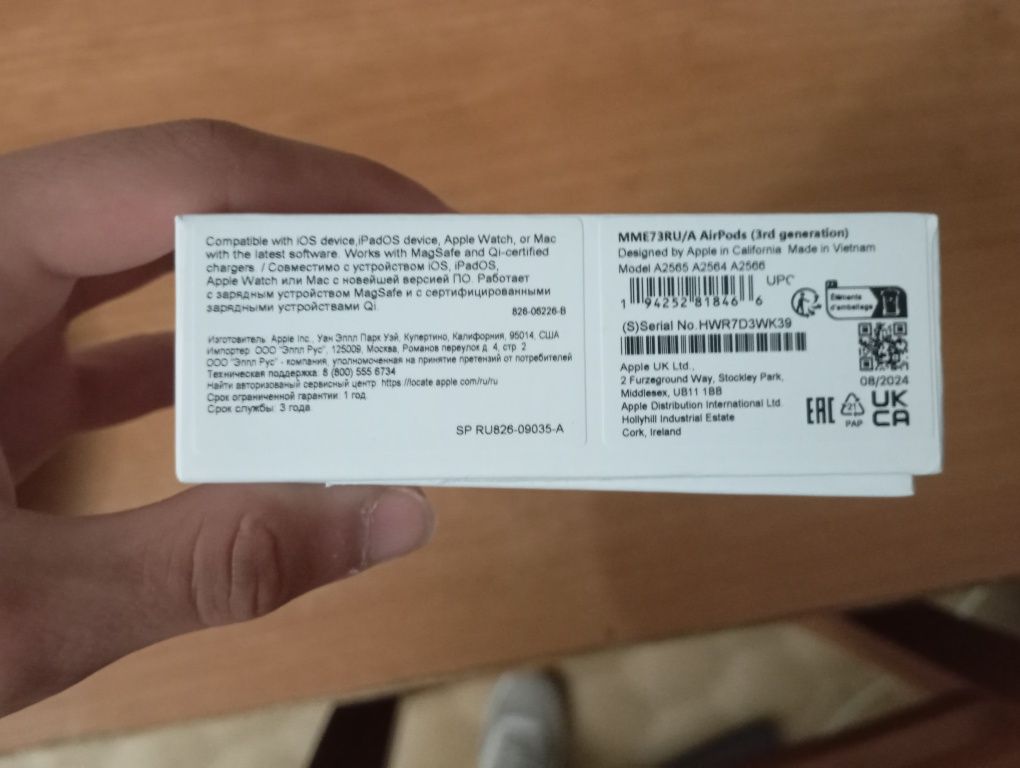 Compatible with iOS device,iPadOS device, Apple Watch, or Mac
with the latest software. Works with MagSafe and Qi-certified
chargers. / Совместимо с устройством iOS, iPadOS,
Apple Watch или Mac с новейшей версией ПО. Работает
с зарядным устройством MagSafe и с сертифицированными
зарядными устройствами Qi.
826-06226-B
Изготовитель: Apple Inc., Уан Эппл Парк Уэй, Купертино, Калифорния, 95014, США
Импортер: ООО "Эппл Рус", 125009, Москва, Романов переулок д. 4, стр. 2
ООО "Эппл Рус" - компания, уполномоченная на принятие претензий от потребителей
Техническая поддержка: 8 (800) 555 6734
Найти авторизованый сервисный центр: https://locate.apple.com/ru/ru
Срок ограниченной гарантии: 1 год
Срок службы: 3 года
SP RU826-09035-A
MME73RU/A AirPods (3rd generation)
Designed by Apple in California Made in Vietnam
Model A2565 A2564 A2566
UPC
1 94252 81846 6
Éléments
d'emballage
(S)Serial No.HWR7D3WK39
Apple UK Ltd.,
2 Furzeground Way, Stockley Park,
Middlesex, UB11 1BB
Apple Distribution International Ltd.
Hollyhill Industrial Estate
Cork, Ireland
08/2024
EAC
21
PAP
UK
CA